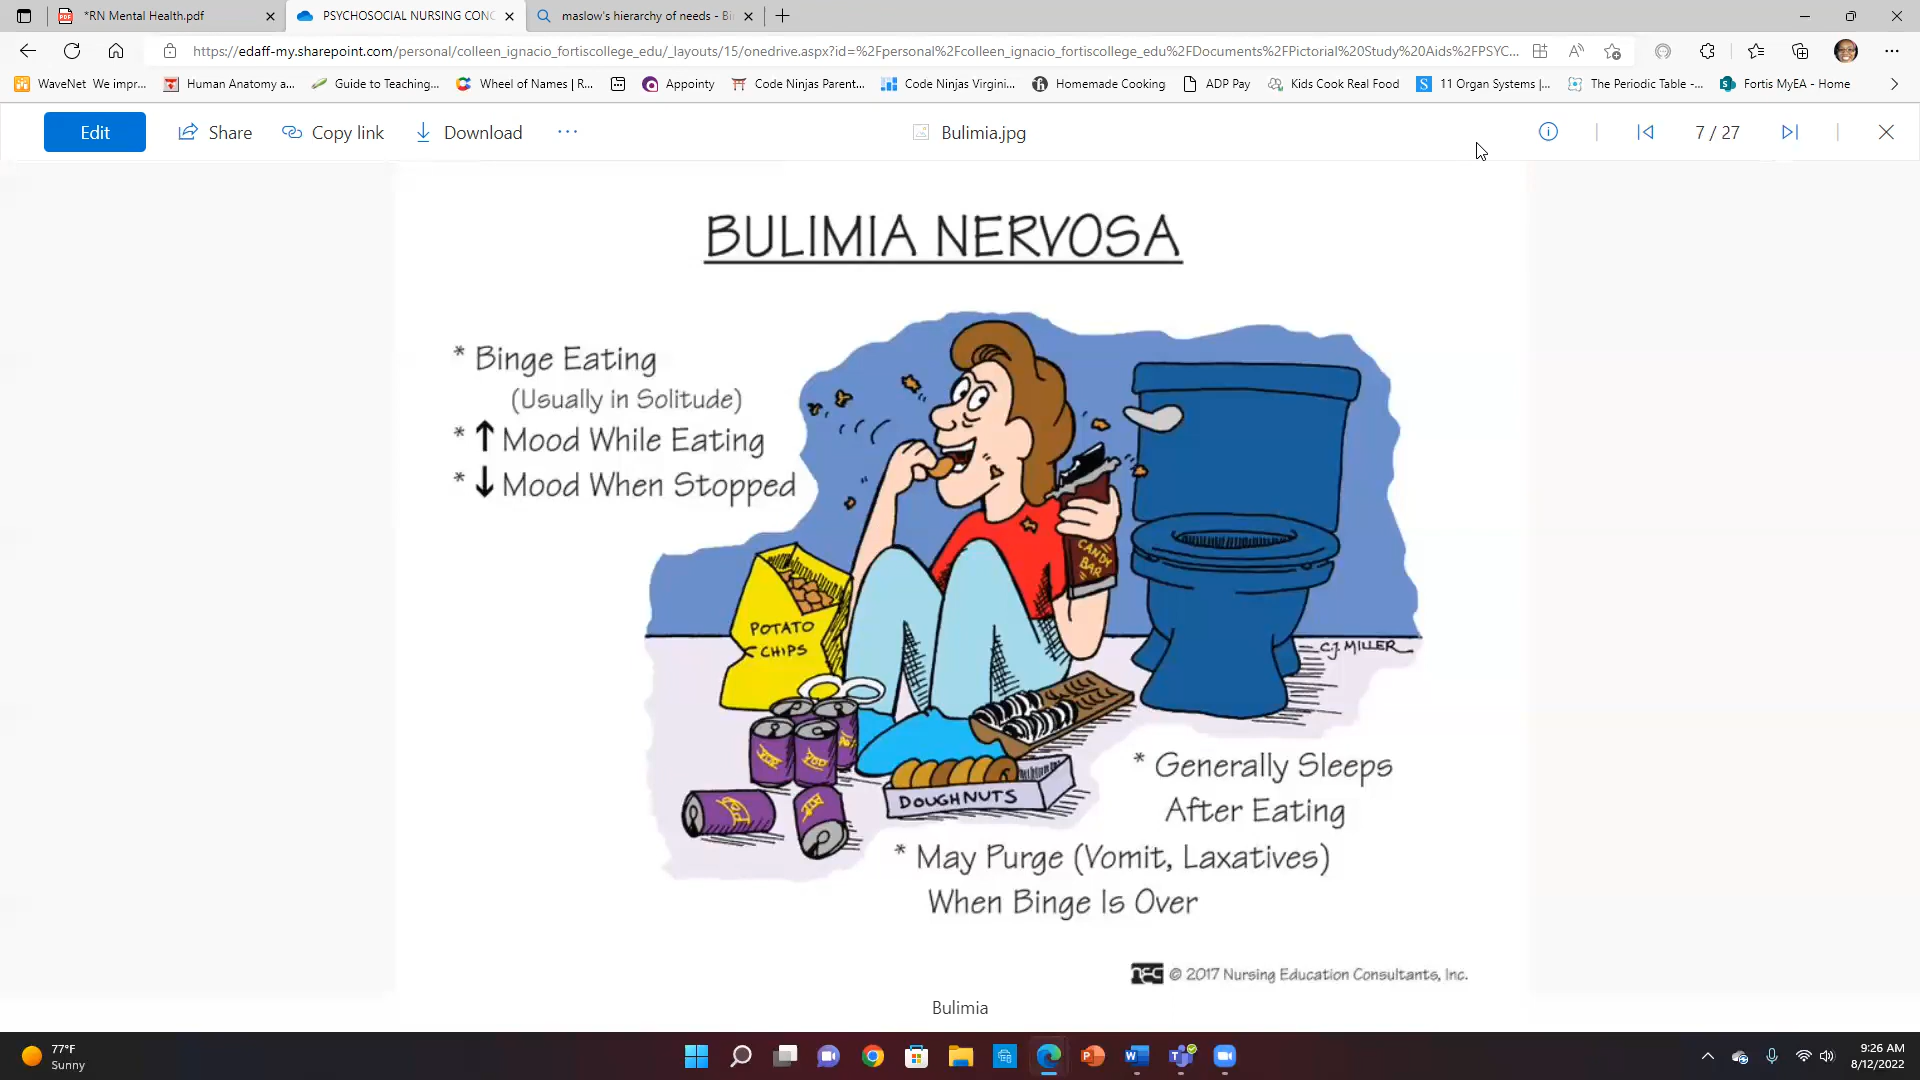 *RN Mental Health.pdf
PSYCHOSOCIAL NURSING CONC
maslow's hierarchy of needs - Bi
https://edaff-my.sharepoint.com/personal/colleen_ignacio_fortiscollege_edu/_layouts/15/onedrive.aspx?id=%2Fpersonal%2Fcolleen_ignacio_fortiscollege_edu%2FDocuments%2FPictorial%20Study%20Aids%2FPSYC...
WaveNet We impr...
Human Anatomy a...
Guide to Teaching...
Wheel of Names | R...
Appointy
Code Ninjas Parent...
Code Ninjas Virgini...
Homemade Cooking
ADP Pay
Kids Cook Real Food
11 Organ Systems |...
The Periodic Table -...
Fortis MyEA - Home
Edit
Share
Copy link
Download
Bulimia.jpg
7 / 27
BULIMIA NERVOSA
* Binge Eating
(Usually in Solitude)
* ↑ Mood While Eating
* ↓ Mood When Stopped
CANDY
BAR
POTATO
CHIPS
C.J. MILLER
DOUGHNUTS
* Generally Sleeps
After Eating
* May Purge (Vomit, Laxatives)
When Binge Is Over
nec © 2017 Nursing Education Consultants, Inc.
Bulimia
77°F
Sunny
9:26 AM
8/12/2022